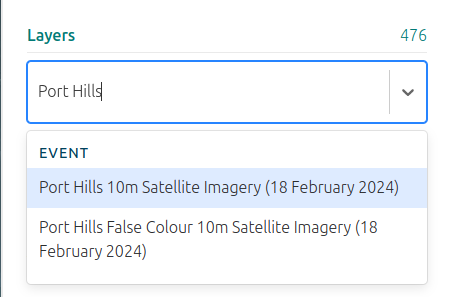 Layers 476
Port Hills
EVENT
Port Hills 10m Satellite Imagery (18 February 2024)
Port Hills False Colour 10m Satellite Imagery (18
February 2024)